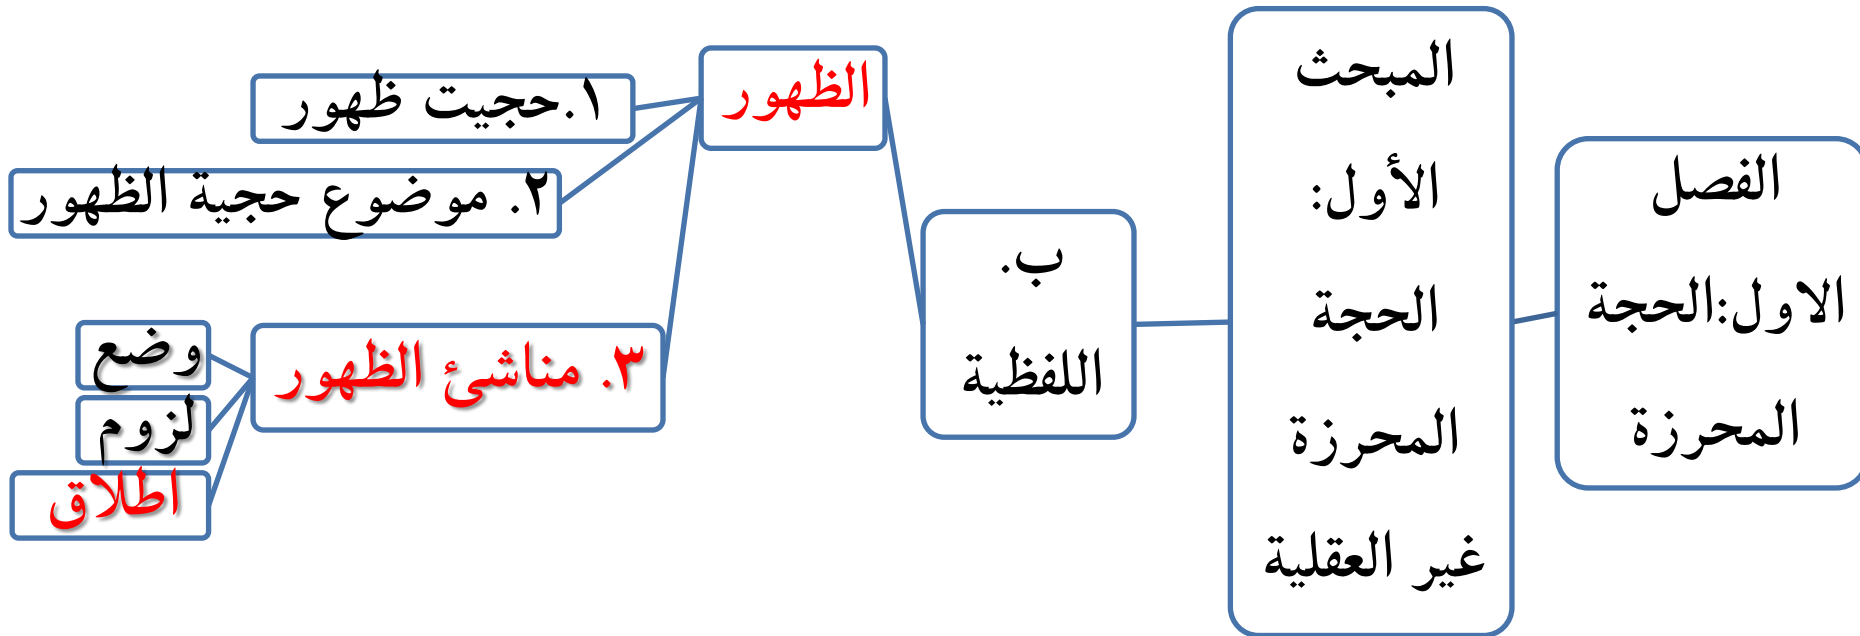 الفصل
الاول:الحجة
المحرزة
المبحث
الأول:
الحجة
المحرزة
غير العقلية
ب.
اللفظية
الظهور
١.حجيت ظهور
٢. موضوع حجية الظهور
٣. مناشئ الظهور
وضع
لزوم
اطلاق